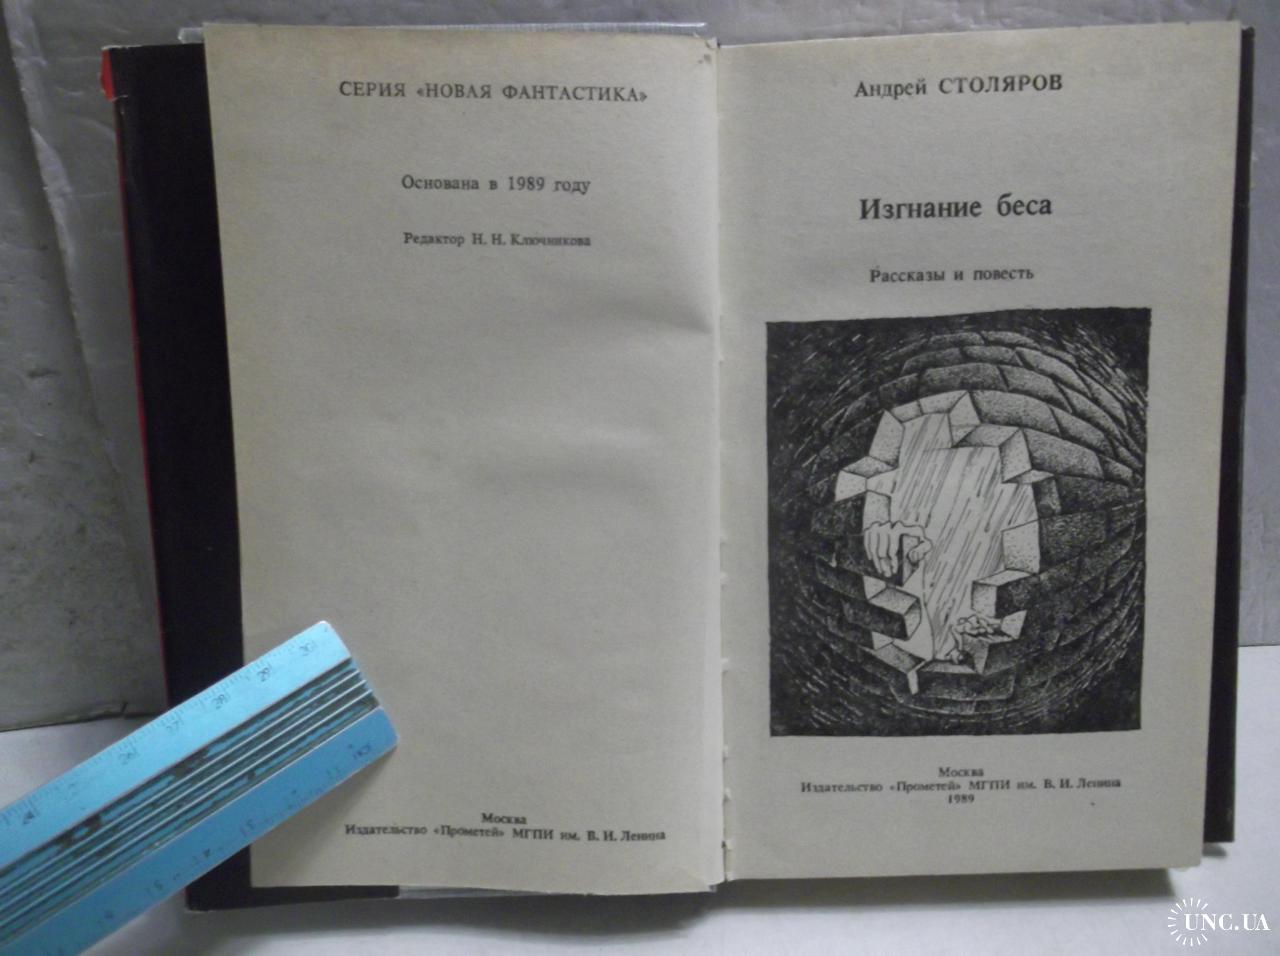 СЕРИЯ «НОВАЯ ФАНТАСТИКА»
Основана в 1989 году
Редактор Н. Н. Ключникова
Москва
Издательство «Прометей» МГПИ им. В. И. Ленина
Андрей СТОЛЯРОВ
Изгнание беса
Рассказы и повесть
Москва
Издательство «Прометей» МГПИ им. В. И. Ленина
1989
UNC.UA